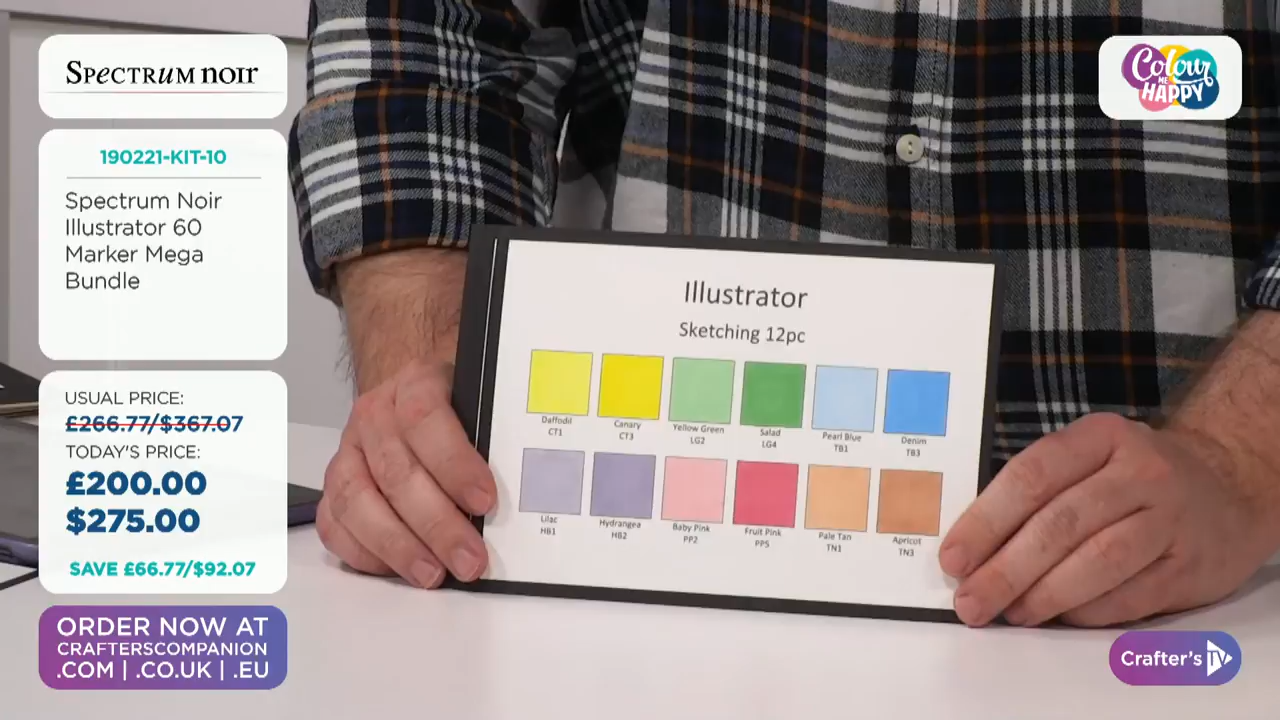 SPECTRUM NOIR
190221-KIT-10
Spectrum Noir
Illustrator 60
Marker Mega
Bundle
USUAL PRICE:
£266.77/$367.07
TODAY'S PRICE:
£200.00
$275.00
SAVE £66.77/$92.07
ORDER NOW AT
CRAFTERSCOMPANION
.COM | .CO.UK | .EU
Colour
ME
HAPPY
Illustrator
Sketching 12pc
Daffodil Canary Yellow Green Salad Pearl Blue Denim
CT1 CT3 LG2 LG4 TB1 TB3
Lilac Hydrangea Baby Pink Fruit Pink Pale Tan Apricot
HB1 HB2 PP2 PP5 TN1 TN3
Crafter's TV